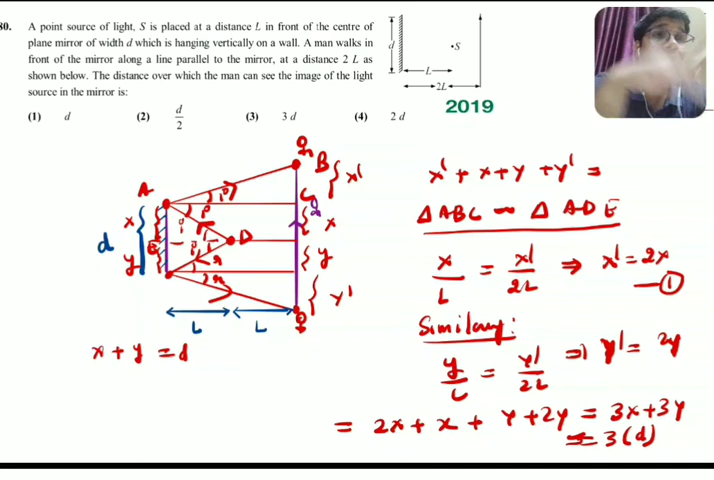 80. A point source of light, S is placed at a distance L in front of the centre of
plane mirror of width d which is hanging vertically on a wall. A man walks in
front of the mirror along a line parallel to the mirror, at a distance 2 L as
shown below. The distance over which the man can see the image of the light
source in the mirror is:
(1) d (2) d/2 (3) 3 d (4) 2 d
d
•S
L
2L
2019
A
B
x'
x
d
y
E
D
x
y
y'
L
L
x + y = d
x' + x + y + y' =
Δ ABC ~ Δ ADE
x/L = x'/2L ⇒ x' = 2x
—①
Similary:
y/L = y'/2L ⇒ y' = 2y
= 2x + x + y + 2y = 3x + 3y
= 3(d)